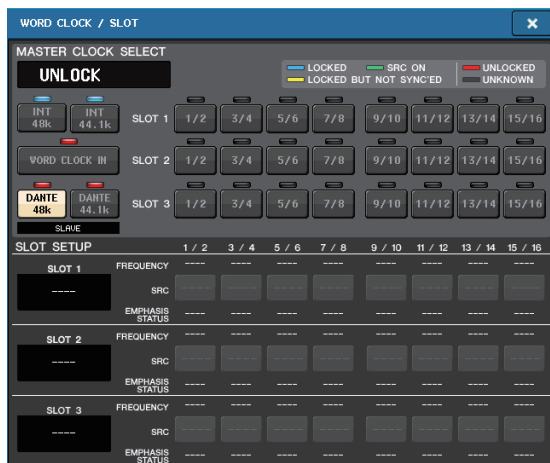 WORD CLOCK / SLOT
MASTER CLOCK SELECT
UNLOCK
LOCKED SRC ON UNLOCKED
LOCKED BUT NOT SYNC'ED UNKNOWN
INT 48k INT 44.1k SLOT 1 1/2 3/4 5/6 7/8 9/10 11/12 13/14 15/16
WORD CLOCK IN SLOT 2 1/2 3/4 5/6 7/8 9/10 11/12 13/14 15/16
DANTE 48k DANTE 44.1k SLOT 3 1/2 3/4 5/6 7/8 9/10 11/12 13/14 15/16
SLAVE
SLOT SETUP 1 / 2 3 / 4 5 / 6 7 / 8 9 / 10 11 / 12 13 / 14 15 / 16
SLOT 1 FREQUENCY ---- ---- ---- ---- ---- ---- ---- ----
---- SRC ---- ---- ---- ---- ---- ---- ---- ----
EMPHASIS STATUS ---- ---- ---- ---- ---- ---- ---- ----
SLOT 2 FREQUENCY ---- ---- ---- ---- ---- ---- ---- ----
---- SRC ---- ---- ---- ---- ---- ---- ---- ----
EMPHASIS STATUS ---- ---- ---- ---- ---- ---- ---- ----
SLOT 3 FREQUENCY ---- ---- ---- ---- ---- ---- ---- ----
---- SRC ---- ---- ---- ---- ---- ---- ---- ----
EMPHASIS STATUS ---- ---- ---- ---- ---- ---- ---- ----